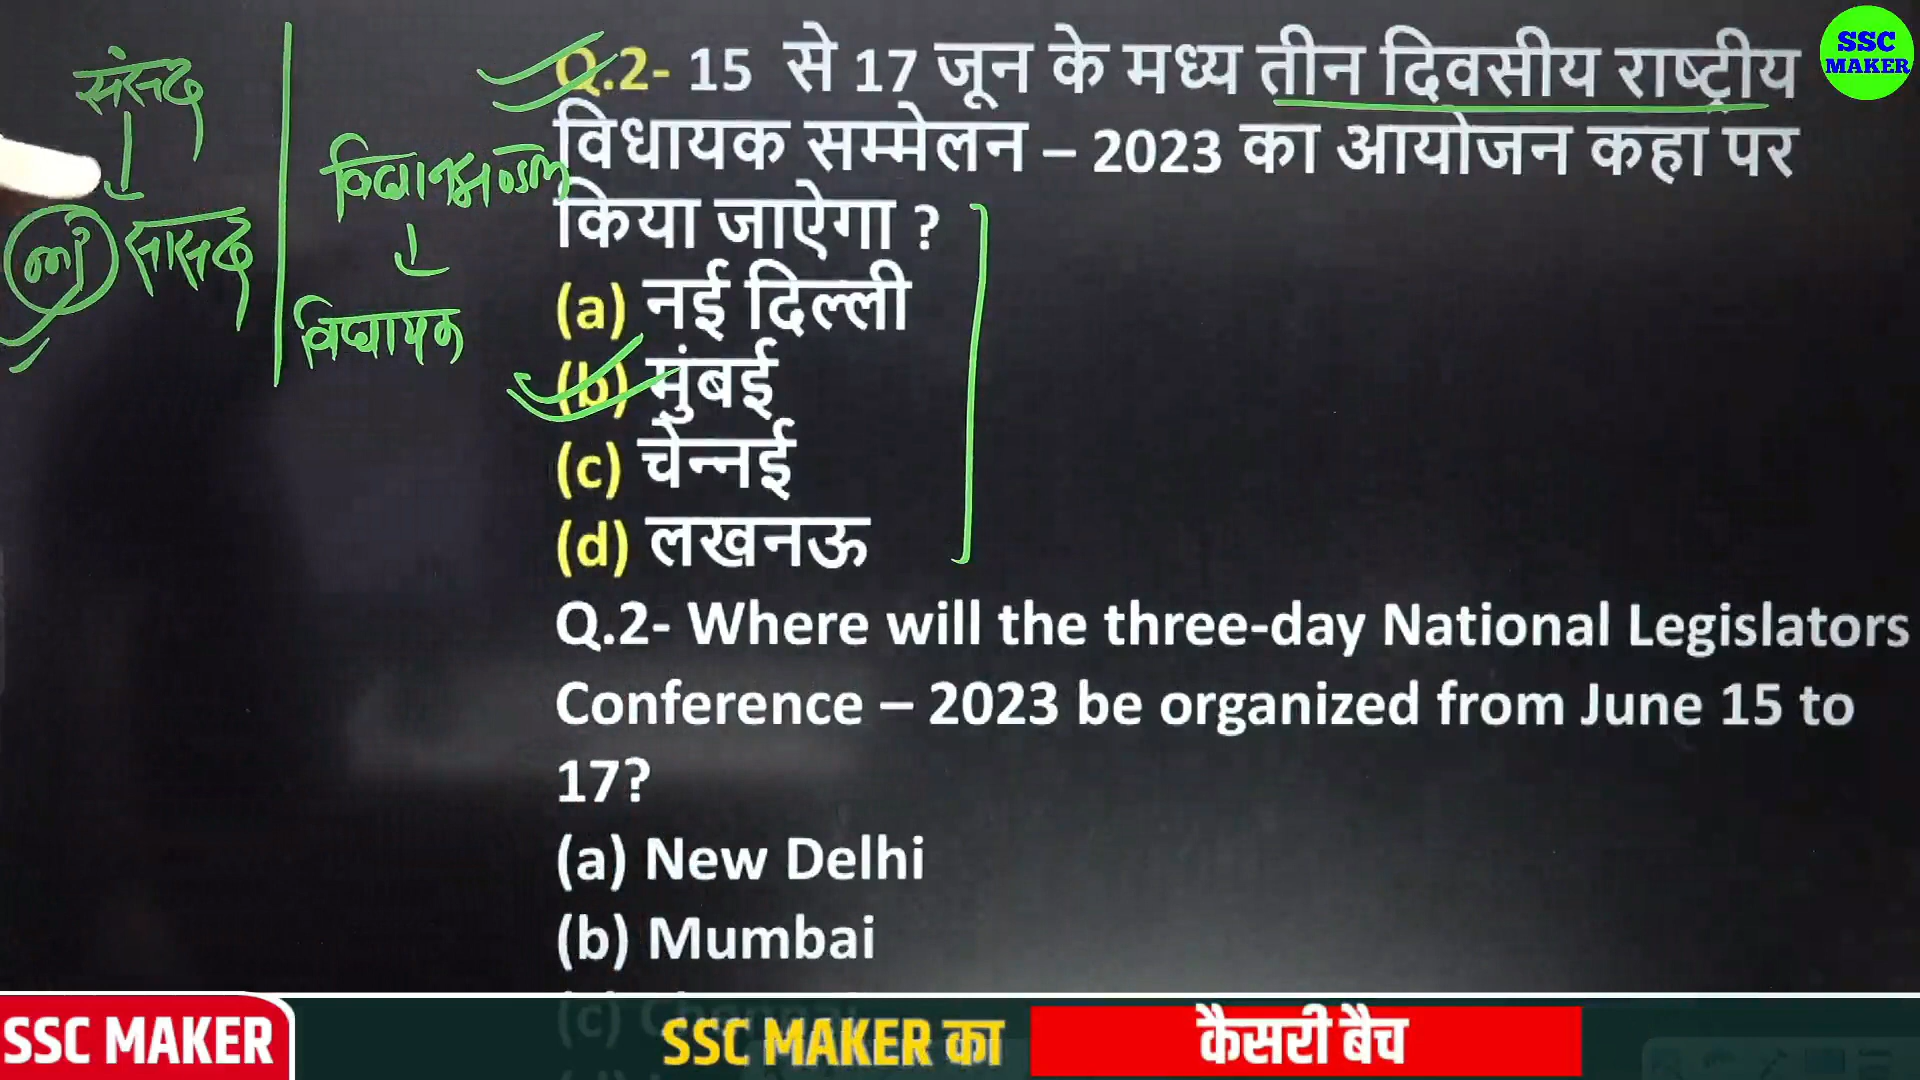 SSC
MAKER
Q.2- 15 से 17 जून के मध्य तीन दिवसीय राष्ट्रीय
विधायक सम्मेलन – 2023 का आयोजन कहा पर
किया जाऐगा ?
(a) नई दिल्ली
(b) मुंबई
(c) चेन्नई
(d) लखनऊ
संसद
सांसद
विधायक
Q.2- Where will the three-day National Legislators
Conference – 2023 be organized from June 15 to
17?
(a) New Delhi
(b) Mumbai
SSC MAKER
SSC MAKER का
कैसरी बैच